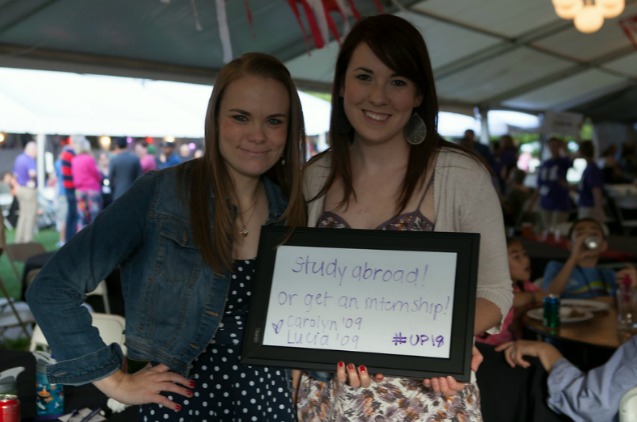 Study abroad!
Or get an internship!
Carolyn '09
Lucia '09 #UP19